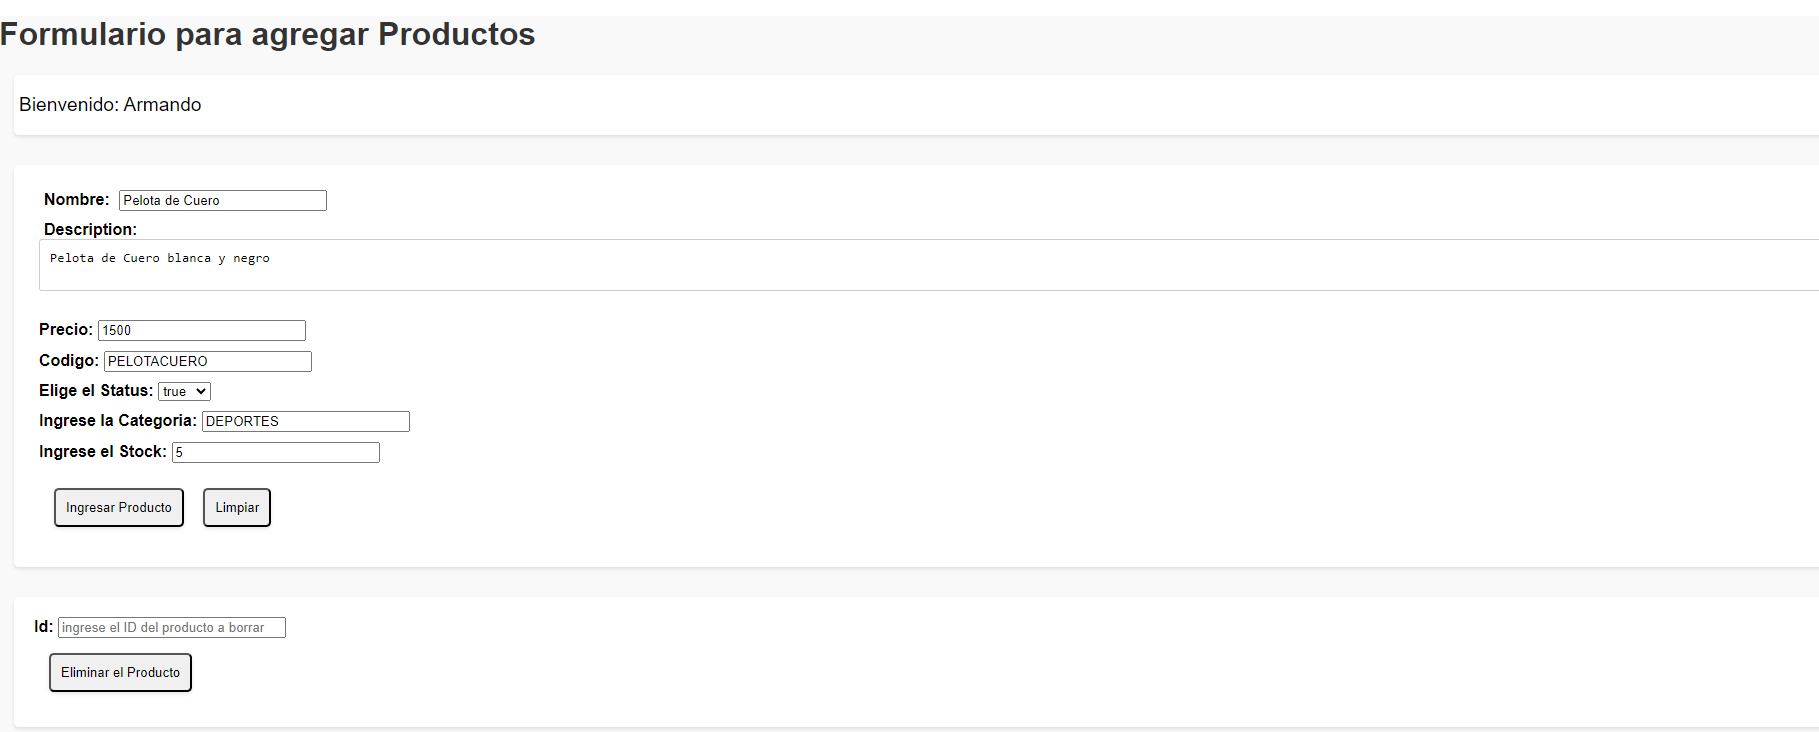 Formulario para agregar Productos
Bienvenido: Armando
Nombre: Pelota de Cuero
Description:
Pelota de Cuero blanca y negro
Precio: 1500
Codigo: PELOTACUERO
Elige el Status: true
Ingrese la Categoria: DEPORTES
Ingrese el Stock: 5
Ingresar Producto Limpiar
Id: ingrese el ID del producto a borrar
Eliminar el Producto